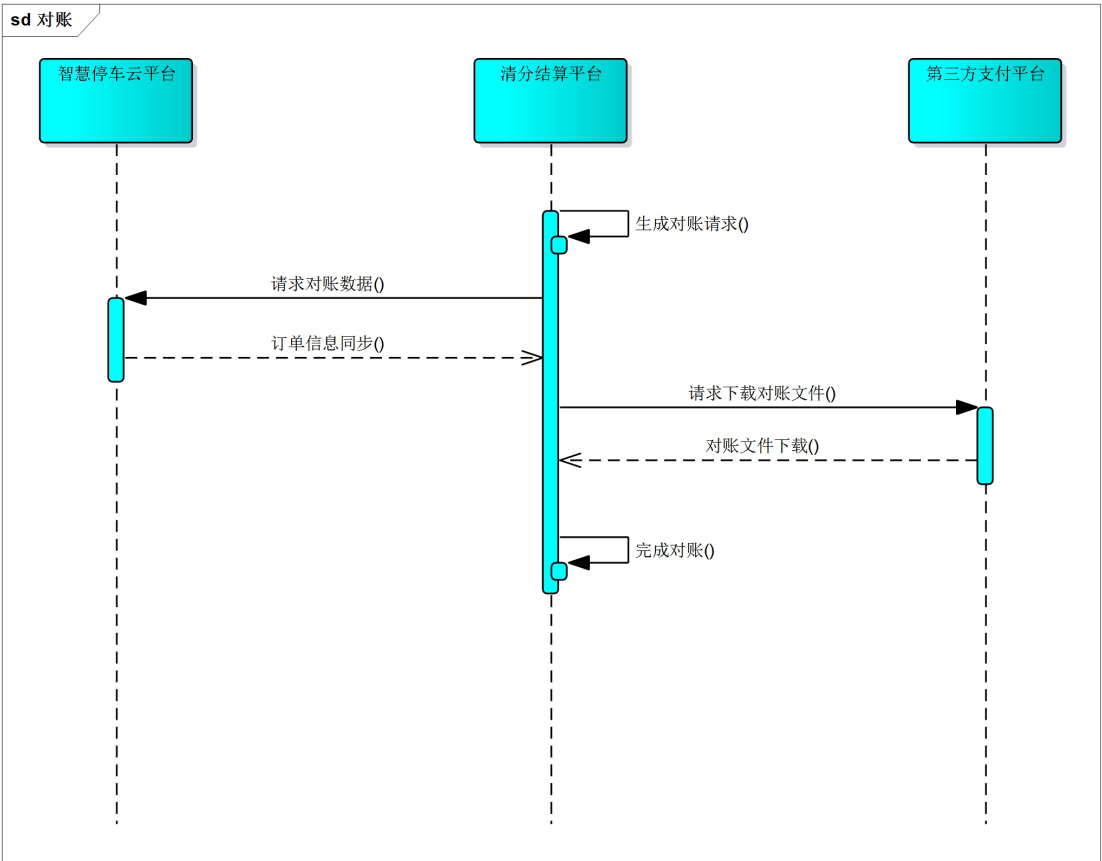 sd 对账
智慧停车云平台
清分结算平台
第三方支付平台
生成对账请求()
请求对账数据()
订单信息同步()
请求下载对账文件()
对账文件下载()
完成对账()